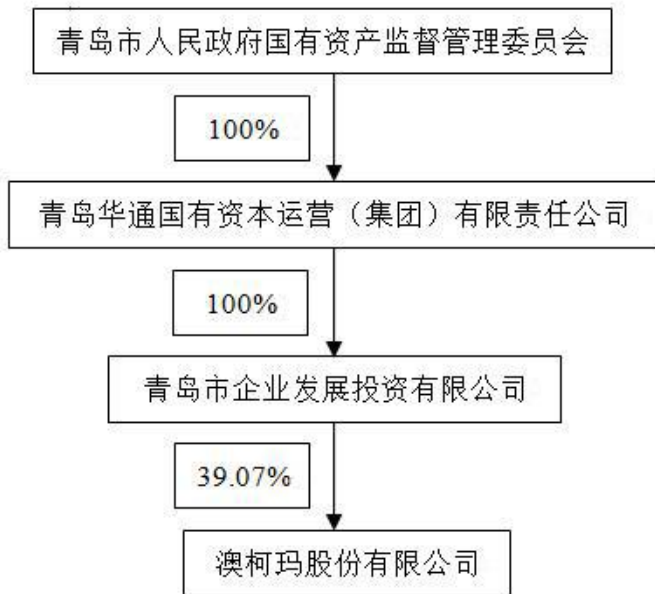 青岛市人民政府国有资产监督管理委员会
100%
青岛华通国有资本运营（集团）有限责任公司
100%
青岛市企业发展投资有限公司
39.07%
澳柯玛股份有限公司